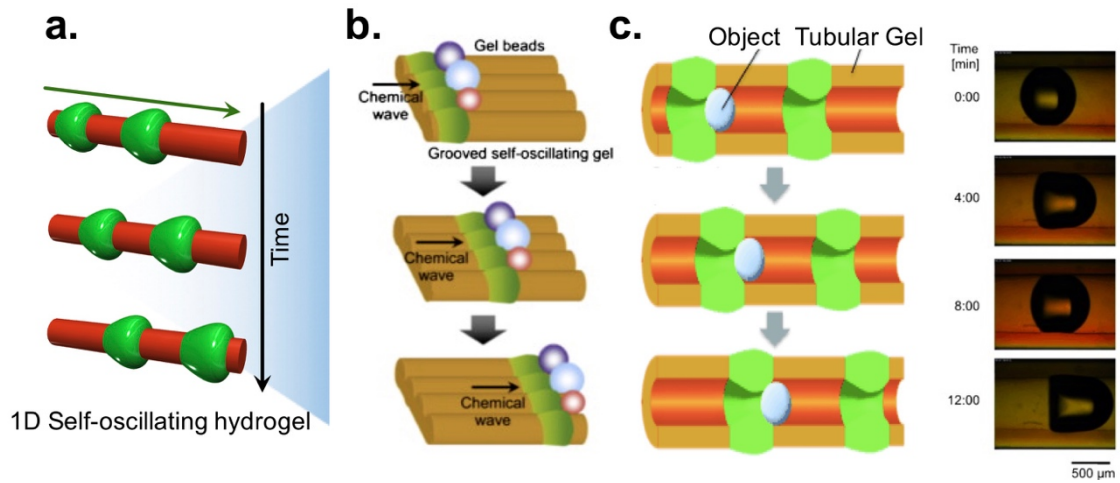 a.
Time
1D Self-oscillating hydrogel
b.
Gel beads
Chemical
wave
Grooved self-oscillating gel
Chemical
wave
Chemical
wave
c.
Object
Tubular Gel
Time
[min]
0:00
4:00
8:00
12:00
500 µm